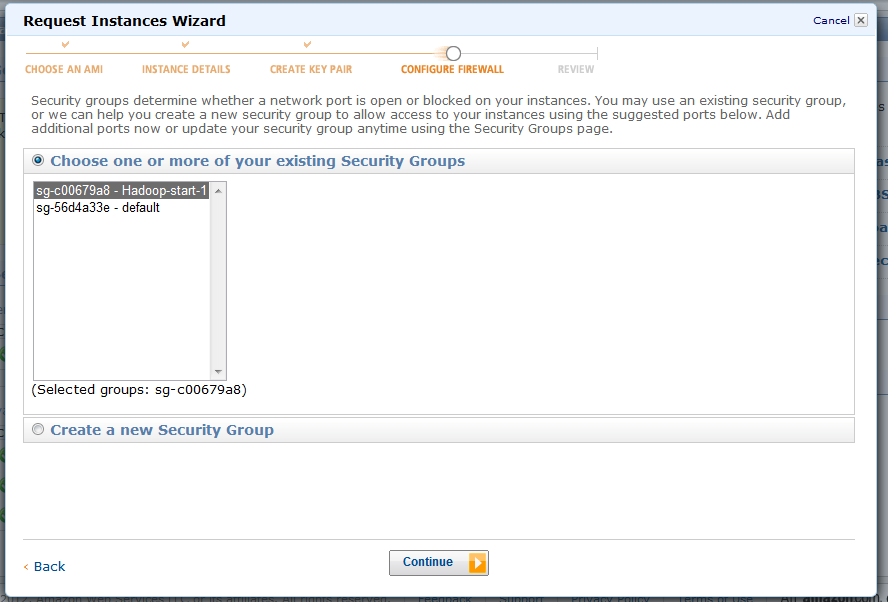 Request Instances Wizard
Cancel
CHOOSE AN AMI INSTANCE DETAILS CREATE KEY PAIR CONFIGURE FIREWALL REVIEW
Security groups determine whether a network port is open or blocked on your instances. You may use an existing security group,
or we can help you create a new security group to allow access to your instances using the suggested ports below. Add
additional ports now or update your security group anytime using the Security Groups page.
Choose one or more of your existing Security Groups
sg-c00679a8 - Hadoop-start-1
sg-56d4a33e - default
(Selected groups: sg-c00679a8)
Create a new Security Group
‹ Back
Continue